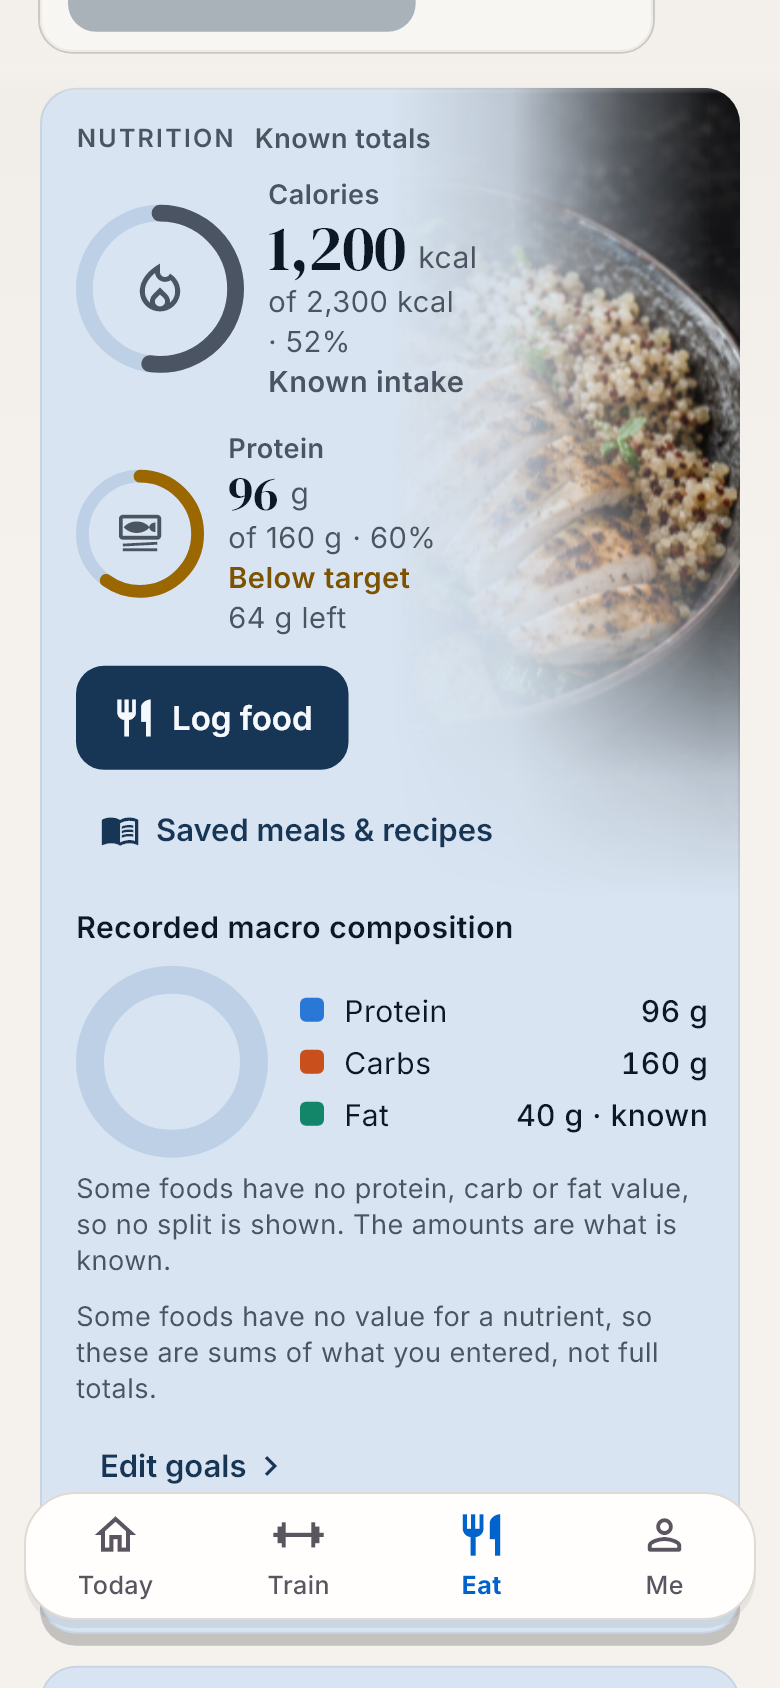 NUTRITION Known totals
Calories
1,200 kcal
of 2,300 kcal
· 52%
Known intake
Protein
96 g
of 160 g · 60%
Below target
64 g left
Log food
Saved meals & recipes
Recorded macro composition
Protein 96 g
Carbs 160 g
Fat 40 g · known
Some foods have no protein, carb or fat value,
so no split is shown. The amounts are what is
known.
Some foods have no value for a nutrient, so
these are sums of what you entered, not full
totals.
Edit goals
Today Train Eat Me